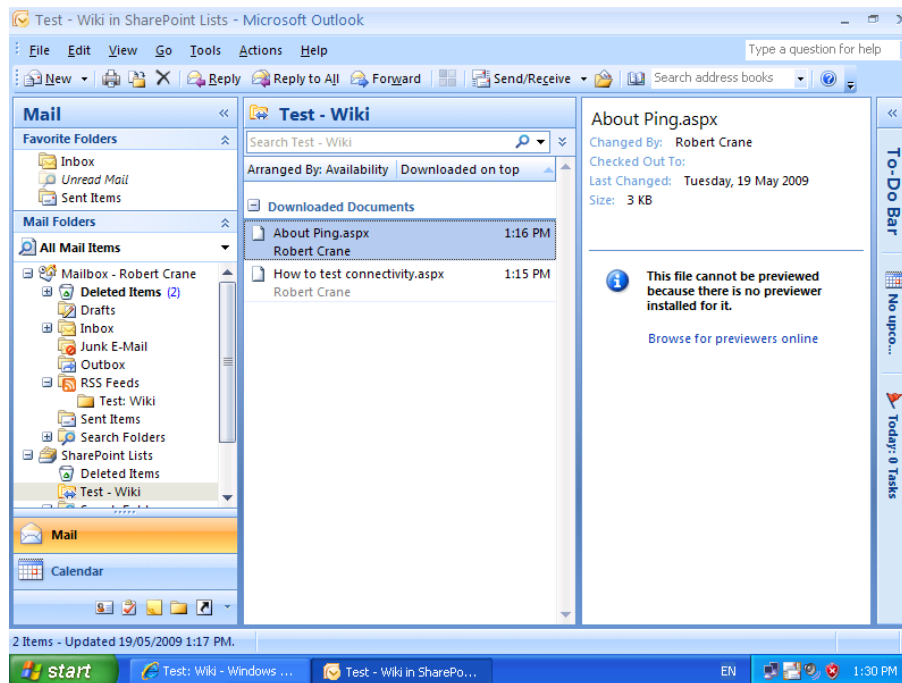 Test - Wiki in SharePoint Lists - Microsoft Outlook
File Edit View Go Tools Actions Help
Type a question for help
New Reply Reply to All Forward Send/Receive Search address books
Mail
Favorite Folders
Inbox
Unread Mail
Sent Items
Mail Folders
All Mail Items
Mailbox - Robert Crane
Deleted Items (2)
Drafts
Inbox
Junk E-Mail
Outbox
RSS Feeds
Test: Wiki
Sent Items
Search Folders
SharePoint Lists
Deleted Items
Test - Wiki
Mail
Calendar
Test - Wiki
Search Test - Wiki
Arranged By: Availability Downloaded on top
Downloaded Documents
About Ping.aspx 1:16 PM
Robert Crane
How to test connectivity.aspx 1:15 PM
Robert Crane
About Ping.aspx
Changed By: Robert Crane
Checked Out To:
Last Changed: Tuesday, 19 May 2009
Size: 3 KB
This file cannot be previewed
because there is no previewer
installed for it.
Browse for previewers online
To-Do Bar
No upco...
Today: 0 Tasks
2 Items - Updated 19/05/2009 1:17 PM.
start Test: Wiki - Windows ... Test - Wiki in SharePo... EN 1:30 PM